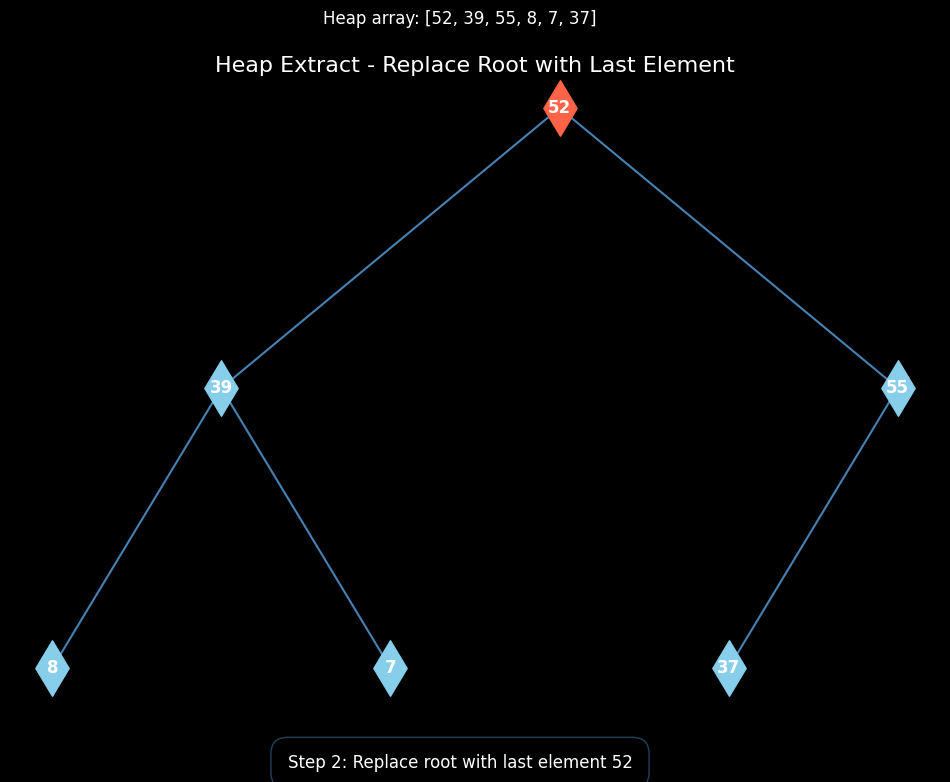 Heap array: [52, 39, 55, 8, 7, 37]
Heap Extract - Replace Root with Last Element
52
39
55
8
7
37
Step 2: Replace root with last element 52